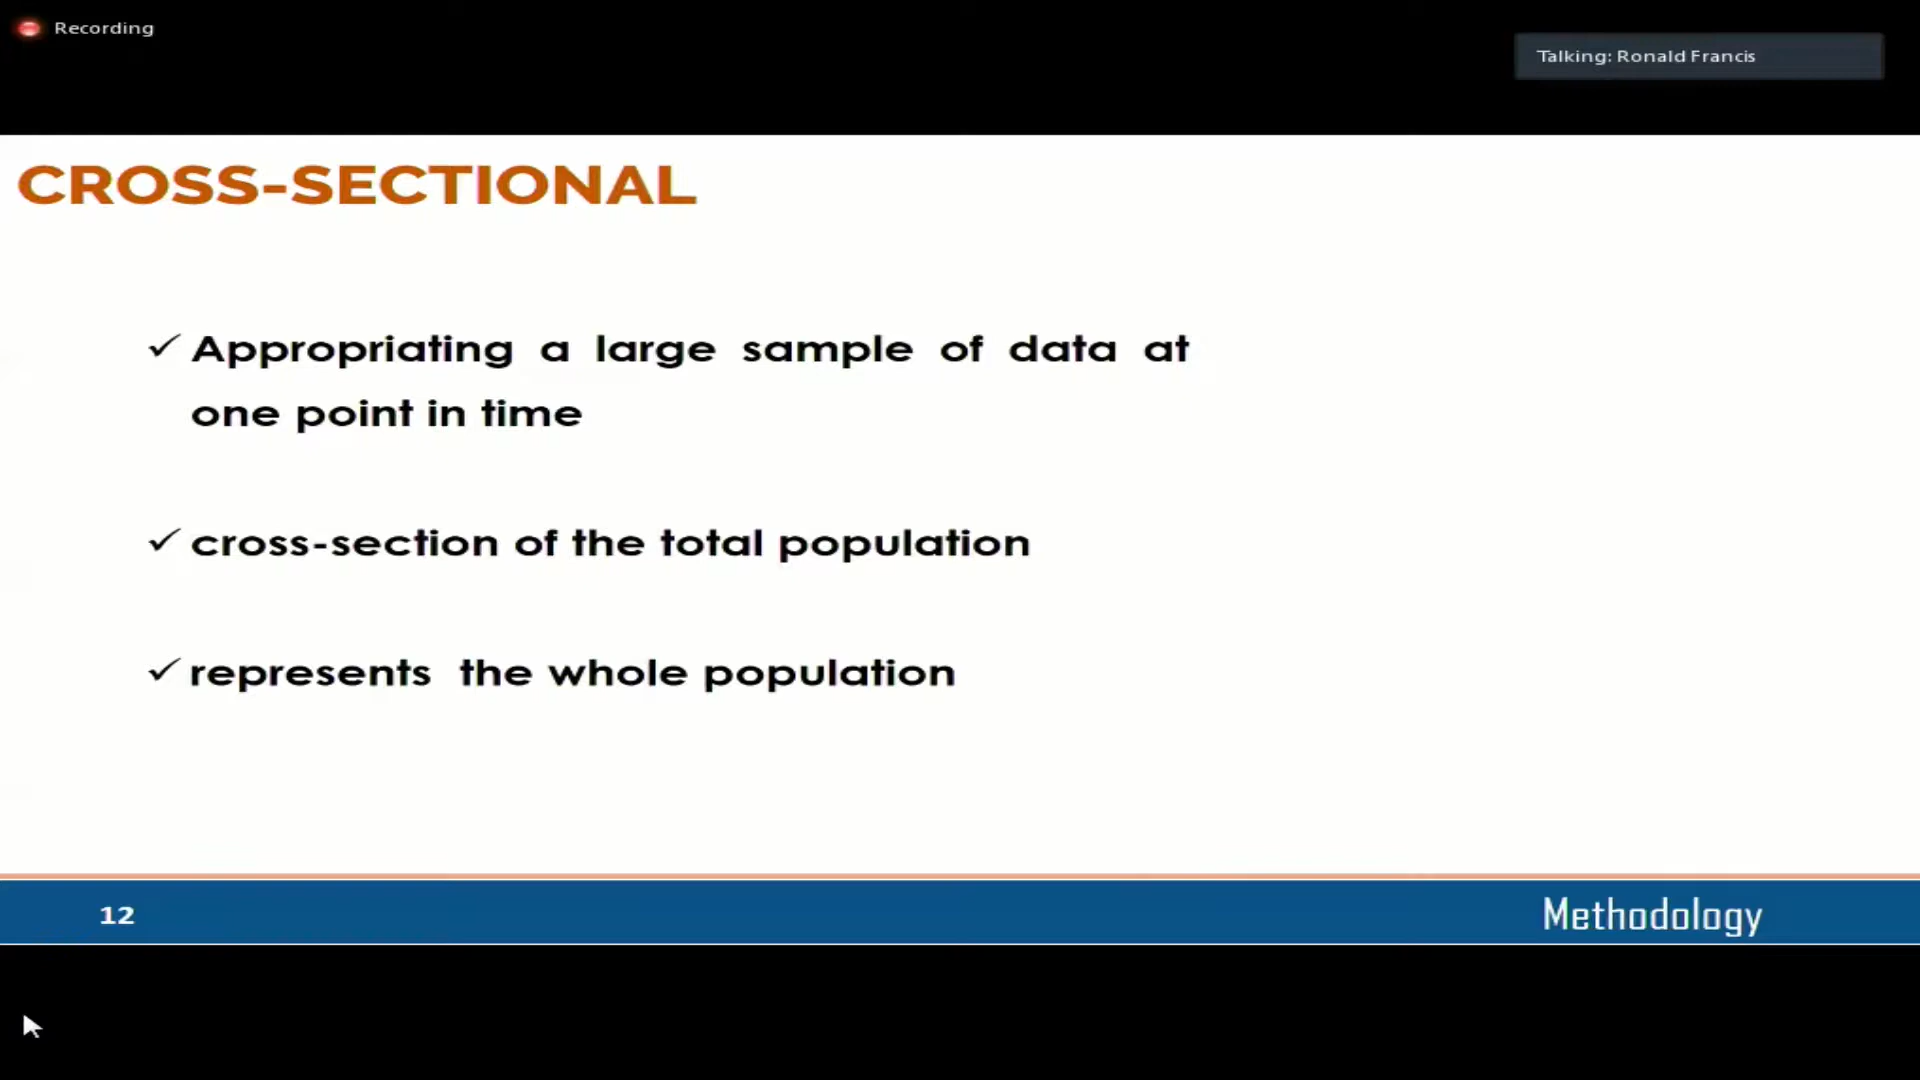 Recording
Talking: Ronald Francis
CROSS-SECTIONAL
✓ Appropriating a large sample of data at
one point in time
✓ cross-section of the total population
✓ represents the whole population
12
Methodology